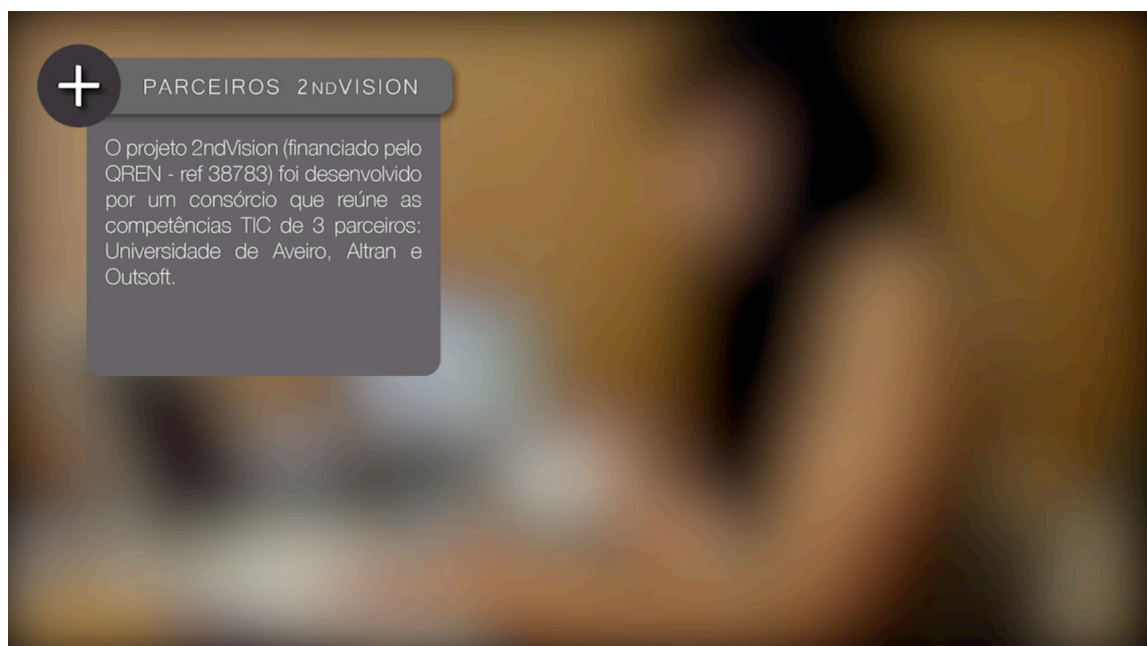 PARCEIROS 2NDVISION
O projeto 2ndVision (financiado pelo
QREN - ref 38783) foi desenvolvido
por um consórcio que reúne as
competências TIC de 3 parceiros:
Universidade de Aveiro, Altran e
Outsoft.